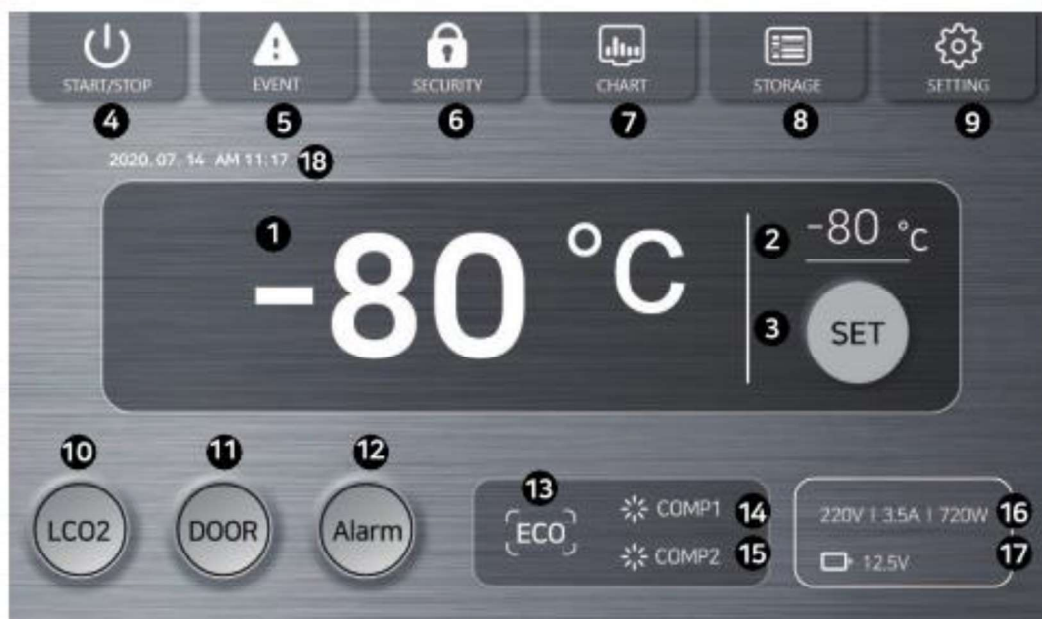 START/STOP EVENT SECURITY CHART STORAGE SETTING
4 5 6 7 8 9
2020. 07. 14 AM 11:17 18
1 -80 °C 2 -80 °C
3 SET
10 11 12
LCO2 DOOR Alarm
13
ECO
COMP1 14
COMP2 15
220V | 3.5A | 720W 16
12.5V 17